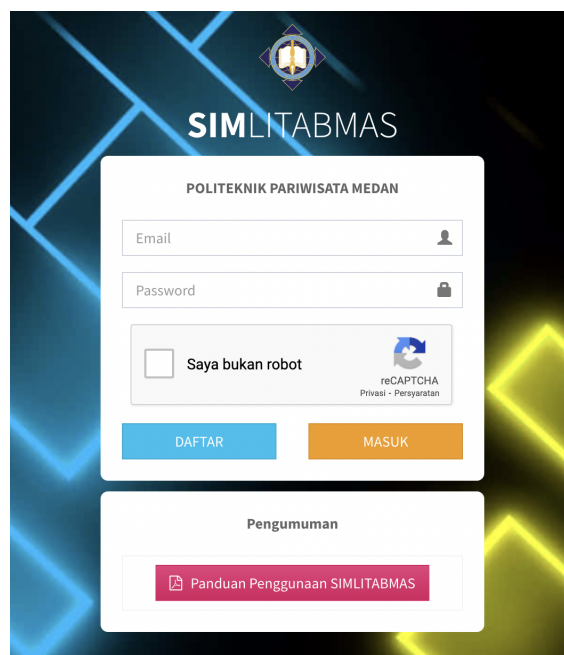 SIMLITABMAS
POLITEKNIK PARIWISATA MEDAN
Email
Password
Saya bukan robot
reCAPTCHA
Privasi - Persyaratan
DAFTAR
MASUK
Pengumuman
Panduan Penggunaan SIMLITABMAS